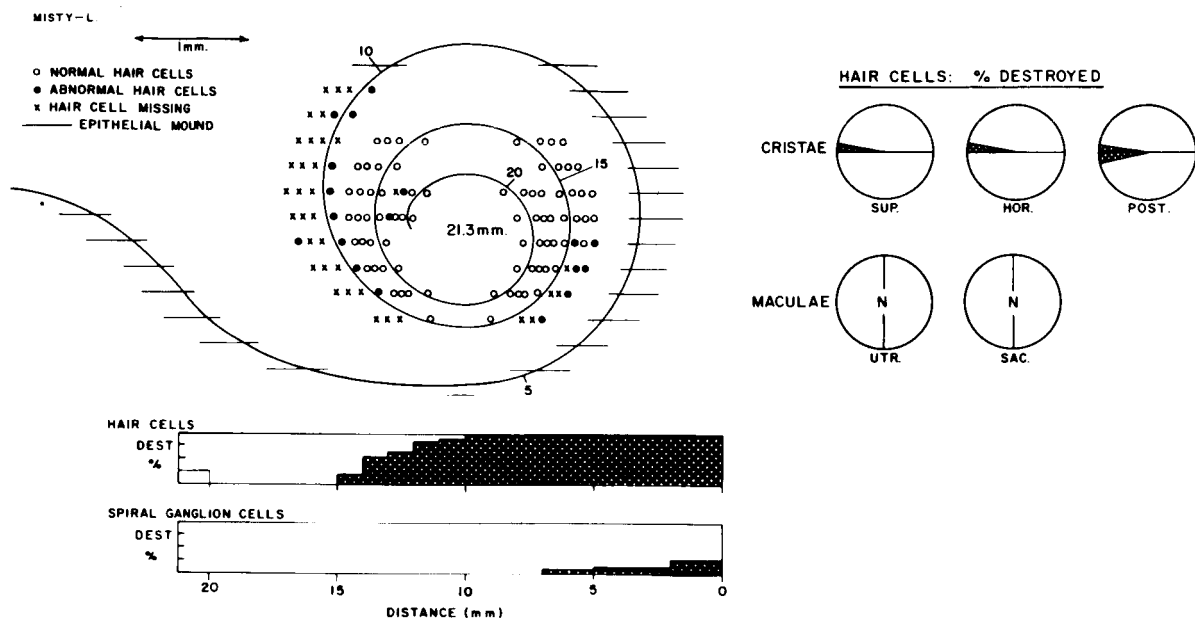 MISTY-L.
1mm.
o NORMAL HAIR CELLS
● ABNORMAL HAIR CELLS
x HAIR CELL MISSING
EPITHELIAL MOUND
10
15
20
21.3mm.
5
HAIR CELLS: % DESTROYED
CRISTAE
SUP.
HOR.
POST.
MACULAE
N
N
UTR.
SAC.
HAIR CELLS
DEST
%
SPIRAL GANGLION CELLS
DEST
%
20 15 10 5 0
DISTANCE (mm)